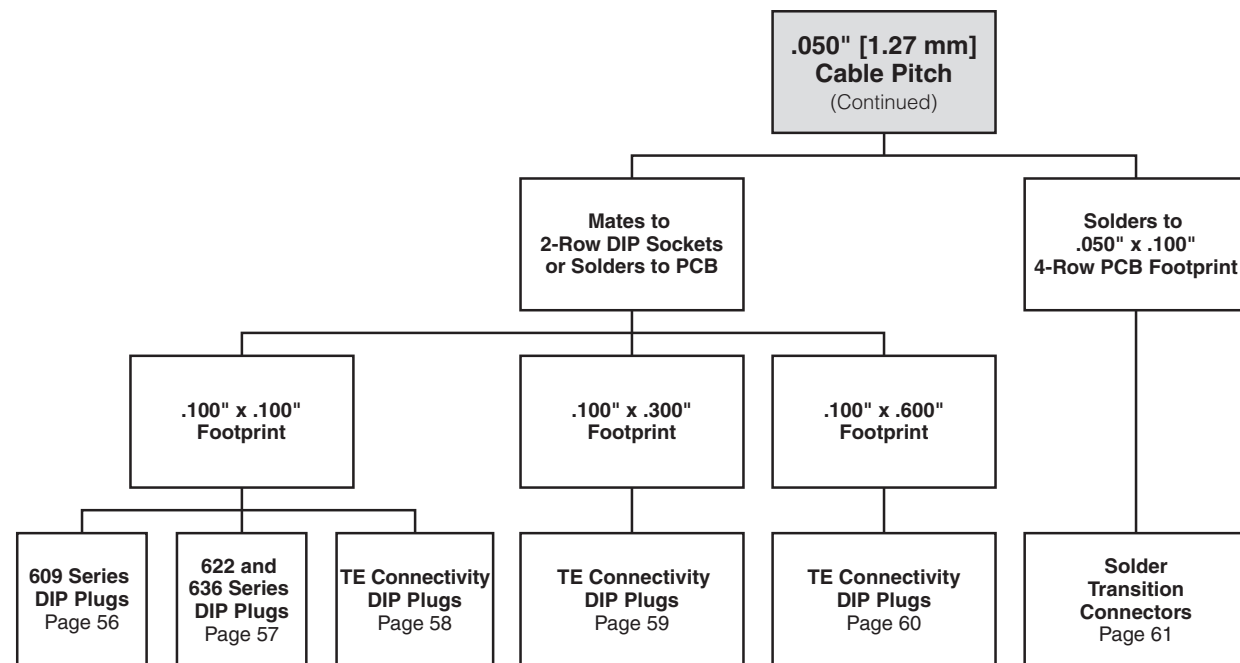 .050" [1.27 mm]
Cable Pitch
(Continued)
Mates to
2-Row DIP Sockets
or Solders to PCB
Solders to
.050" x .100"
4-Row PCB Footprint
.100" x .100"
Footprint
.100" x .300"
Footprint
.100" x .600"
Footprint
609 Series
DIP Plugs
Page 56
622 and
636 Series
DIP Plugs
Page 57
TE Connectivity
DIP Plugs
Page 58
TE Connectivity
DIP Plugs
Page 59
TE Connectivity
DIP Plugs
Page 60
Solder
Transition
Connectors
Page 61